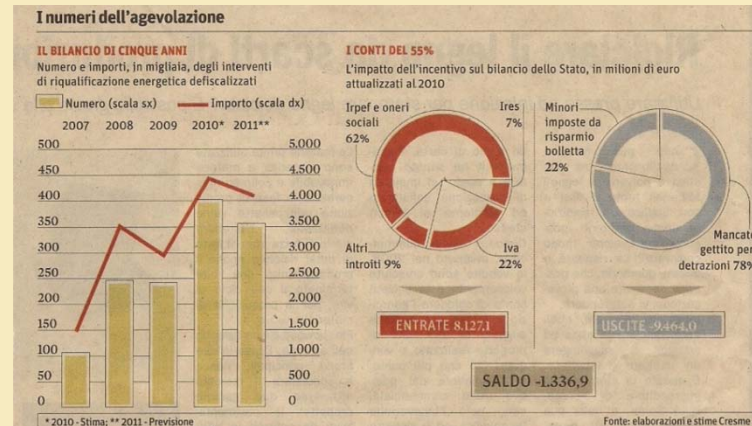 I numeri dell'agevolazione
IL BILANCIO DI CINQUE ANNI
Numero e importi, in migliaia, degli interventi
di riqualificazione energetica defiscalizzati
Numero (scala sx) Importo (scala dx)
2007 2008 2009 2010* 2011**
500 5.000
450 4.500
400 4.000
350 3.500
300 3.000
250 2.500
200 2.000
150 1.500
100 1.000
50 500
0 0
* 2010 - Stima; ** 2011 - Previsione
I CONTI DEL 55%
L'impatto dell'incentivo sul bilancio dello Stato, in milioni di euro
attualizzati al 2010
Irpef e oneri
sociali
62%
Ires
7%
Altri
introiti 9%
Iva
22%
ENTRATE 8.127,1
Minori
imposte da
risparmio
bolletta
22%
Mancato
gettito per
detrazioni 78%
USCITE -9.464,0
SALDO -1.336,9
Fonte: elaborazioni e stime Cresme